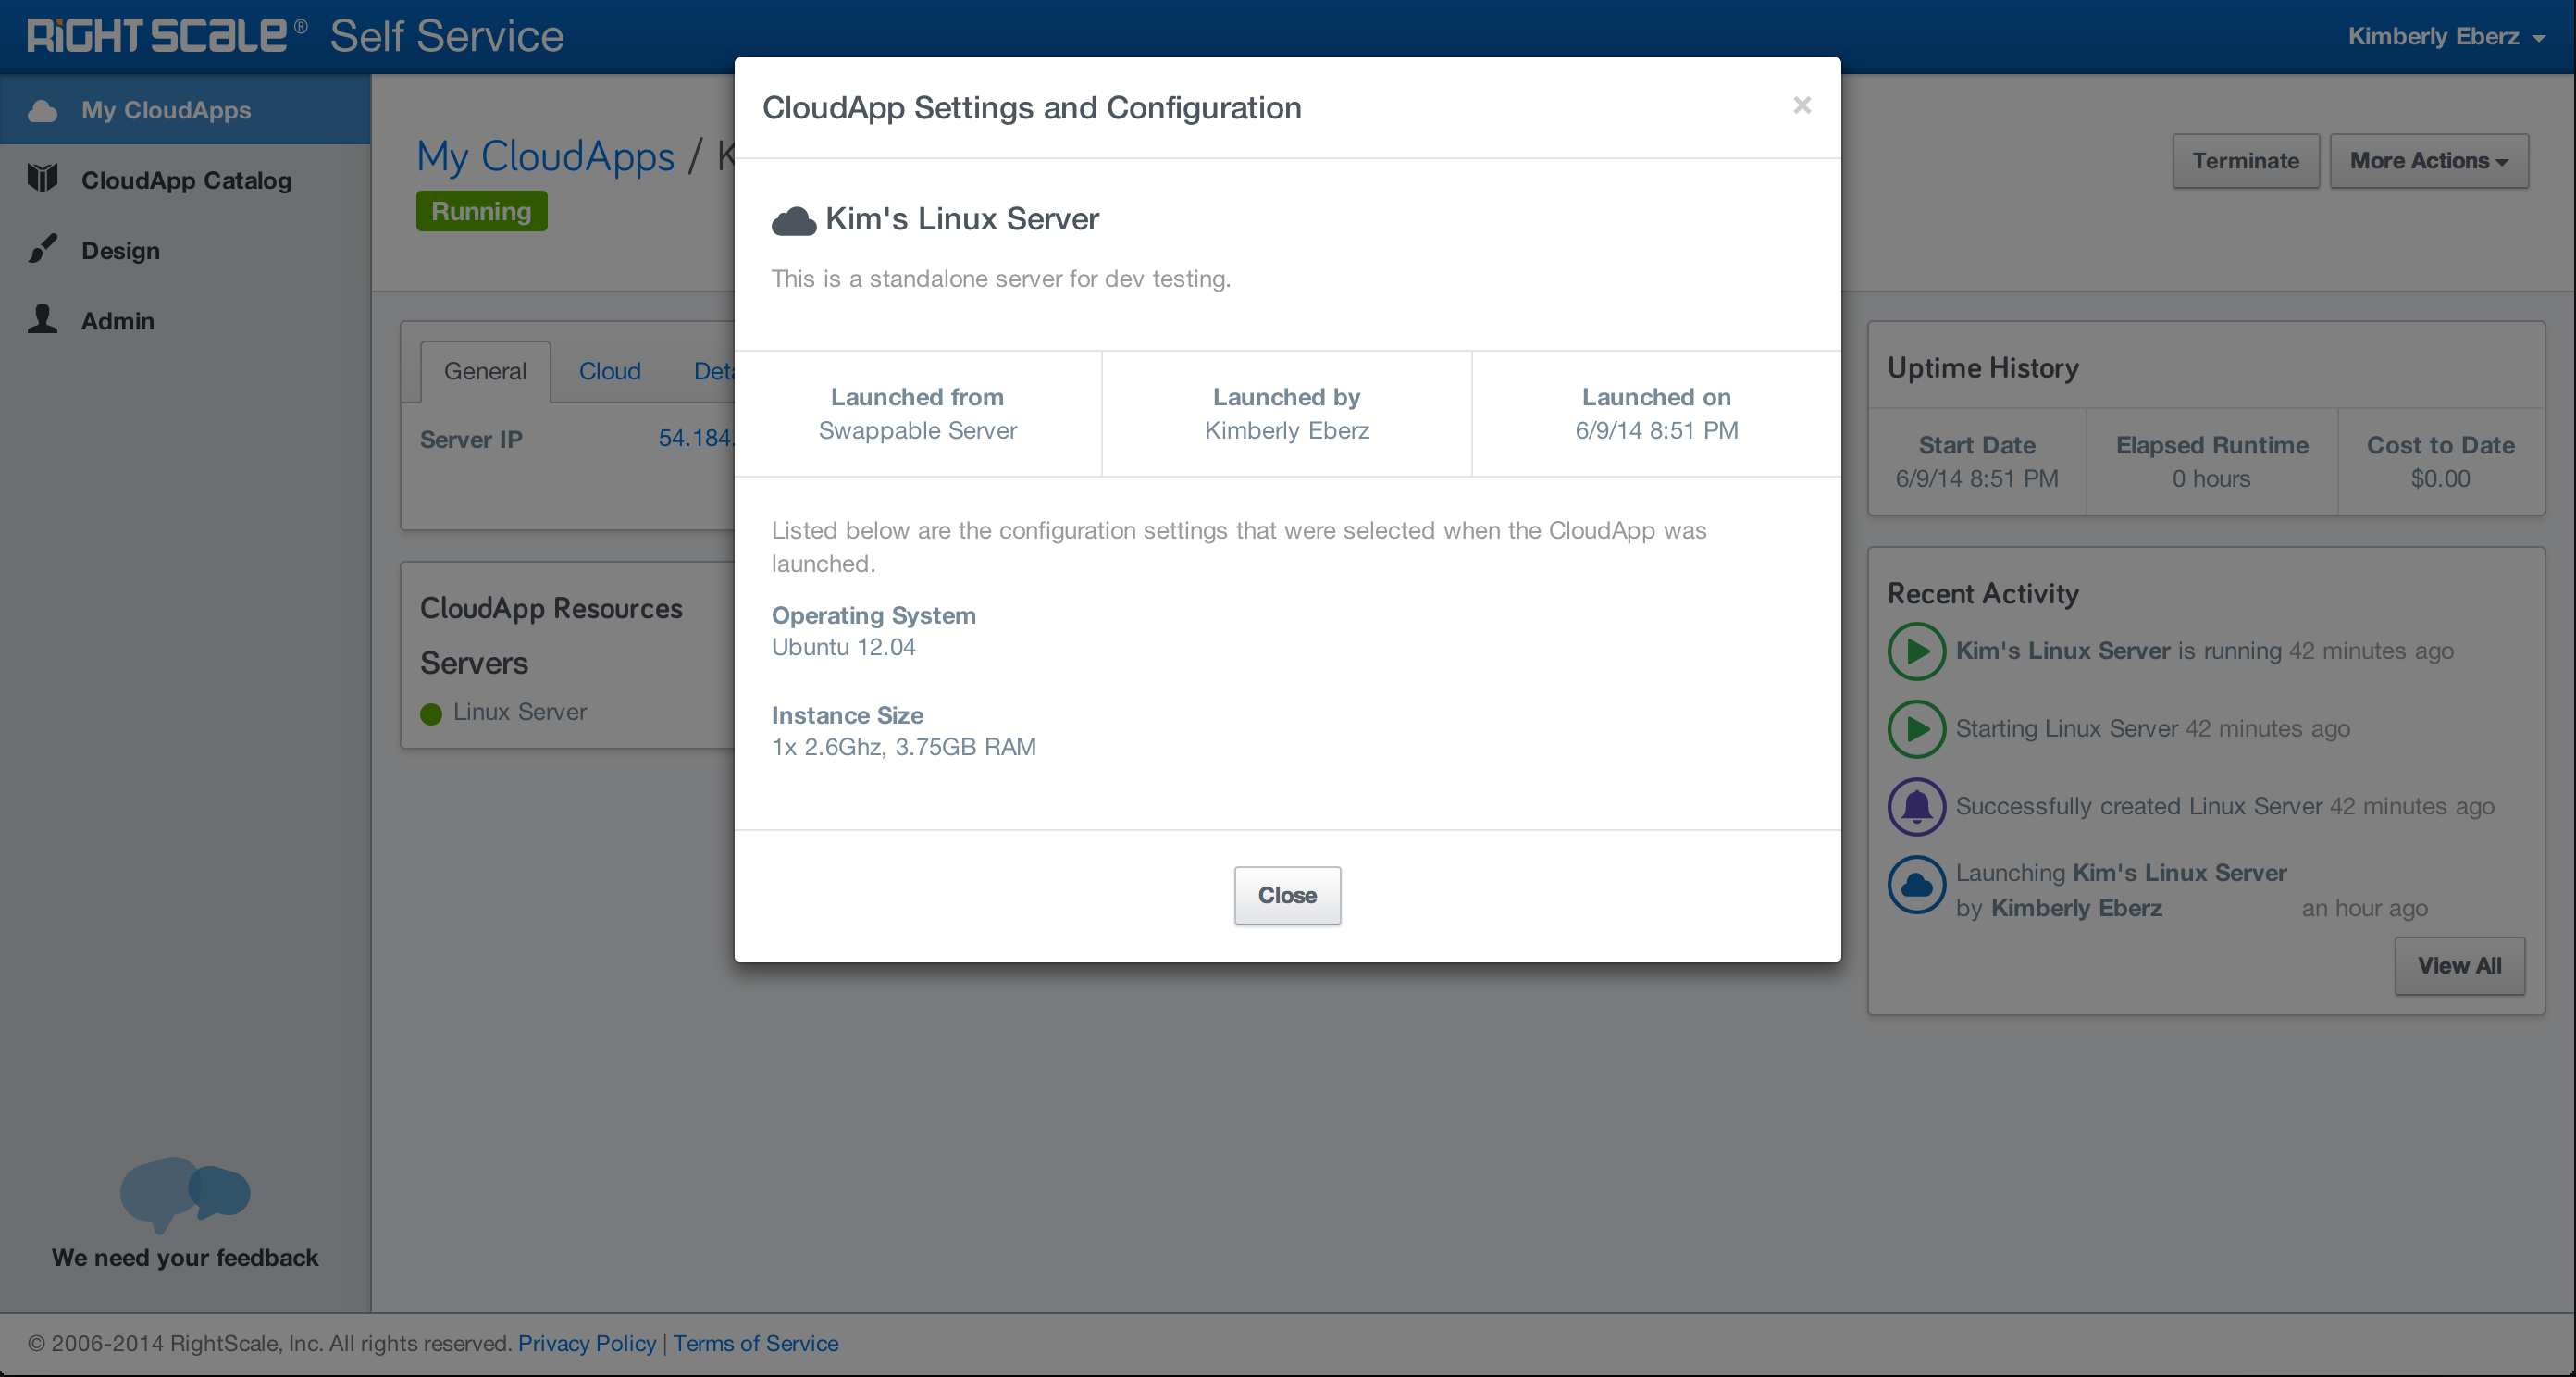 RIGHTSCALE® Self Service
Kimberly Eberz
My CloudApps
CloudApp Catalog
Design
Admin
We need your feedback
My CloudApps / K
Running
Terminate
More Actions
General
Cloud
Server IP
54.184.
CloudApp Resources
Servers
Linux Server
CloudApp Settings and Configuration
×
Kim's Linux Server
This is a standalone server for dev testing.
Launched from
Swappable Server
Launched by
Kimberly Eberz
Launched on
6/9/14 8:51 PM
Listed below are the configuration settings that were selected when the CloudApp was
launched.
Operating System
Ubuntu 12.04
Instance Size
1x 2.6Ghz, 3.75GB RAM
Close
Uptime History
Start Date
6/9/14 8:51 PM
Elapsed Runtime
0 hours
Cost to Date
$0.00
Recent Activity
Kim's Linux Server is running 42 minutes ago
Starting Linux Server 42 minutes ago
Successfully created Linux Server 42 minutes ago
Launching Kim's Linux Server
by Kimberly Eberz an hour ago
View All
© 2006-2014 RightScale, Inc. All rights reserved. Privacy Policy | Terms of Service